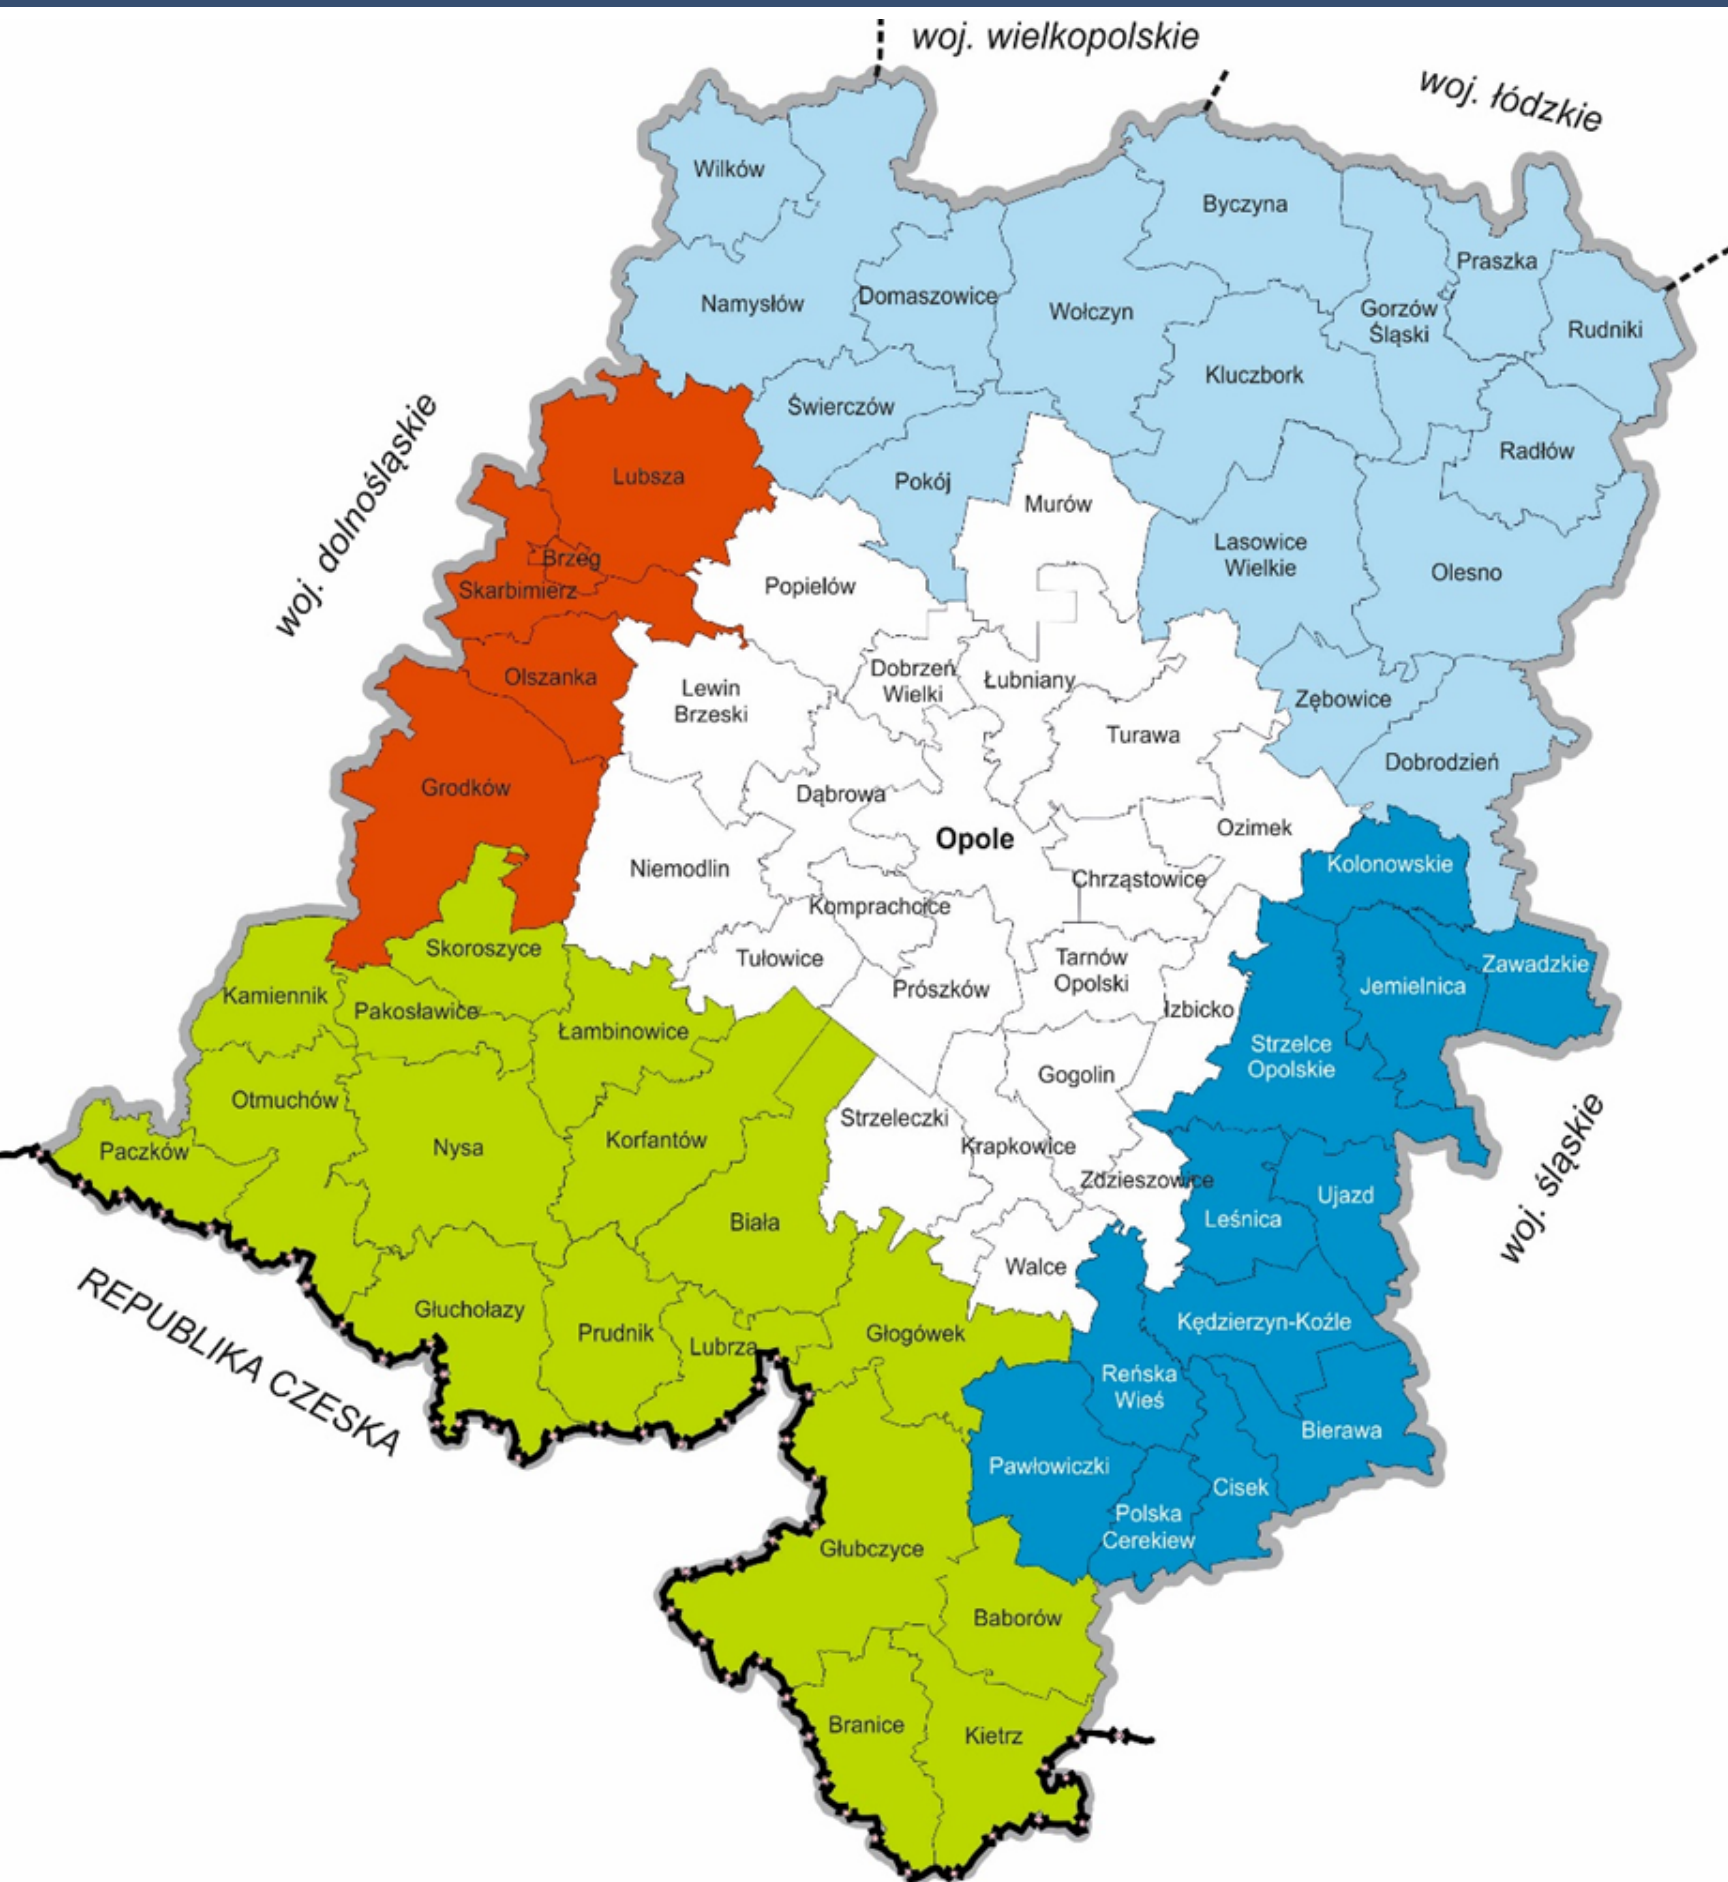 woj. wielkopolskie
woj. łódzkie
Wilków
Byczyna
Praszka
Namysłów
Domaszowice
Wołczyn
Gorzów
Śląski
Rudniki
Kluczbork
Świerczów
woj. dolnośląskie
Radłów
Lubsza
Pokój
Murów
Lasowice
Wielkie
Olesno
Brzeg
Skarbimierz
Popielów
Olszanka
Lewin
Brzeski
Dobrzeń
Wielki
Łubniany
Zębowice
Turawa
Dobrodzień
Grodków
Dąbrowa
Opole
Ozimek
Niemodlin
Kolonowskie
Chrząstowice
Komprachcice
Skoroszyce
Tułowice
Tarnów
Opolski
Zawadzkie
Prószków
Jemielnica
Kamiennik
Pakosławice
Izbicko
Łambinowice
Strzelce
Opolskie
Gogolin
Otmuchów
Strzeleczki
Paczków
Nysa
Korfantów
Krapkowice
woj. śląskie
Zdzieszowice
Ujazd
Biała
Leśnica
Walce
REPUBLIKA CZESKA
Głuchołazy
Prudnik
Lubrza
Głogówek
Kędzierzyn-Koźle
Reńska
Wieś
Bierawa
Pawłowiczki
Cisek
Polska
Cerekiew
Głubczyce
Baborów
Branice
Kietrz